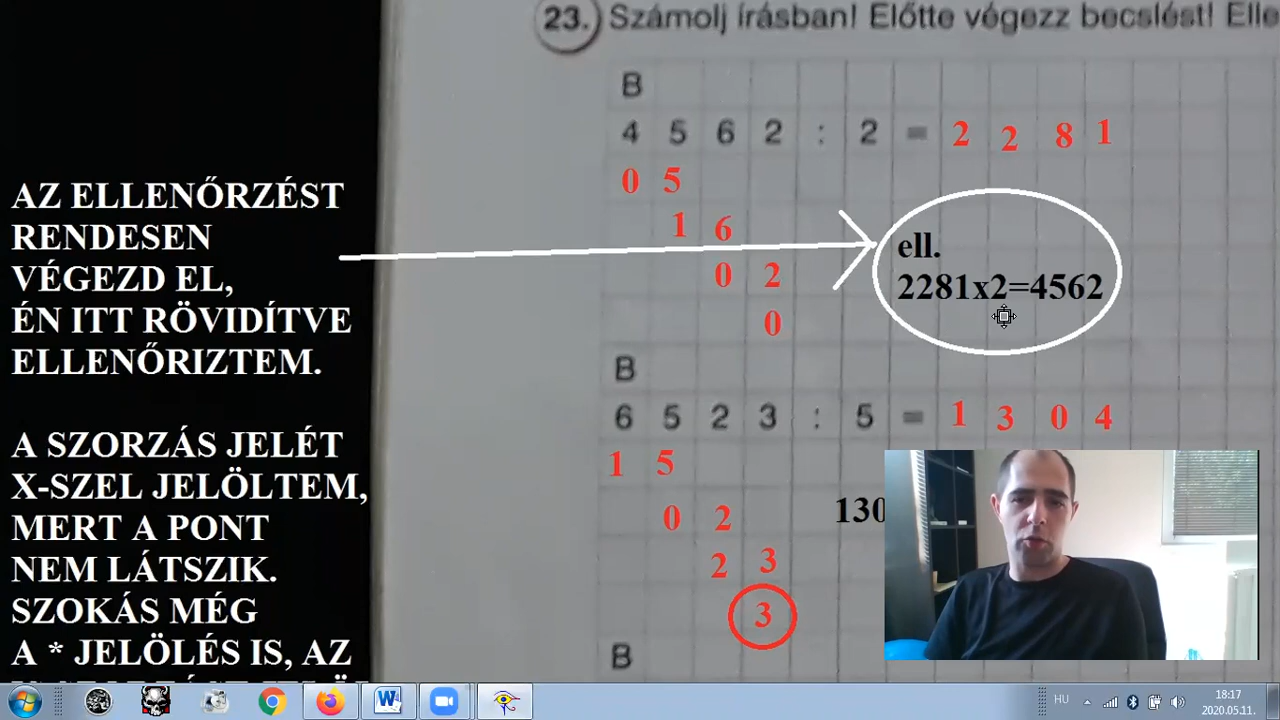 23. Számolj írásban! Előtte végezz becslést! Elle
B
4 5 6 2 : 2 = 2 2 8 1
0 5
1 6
0 2
0
ell.
2281x2=4562
B
6 5 2 3 : 5 = 1 3 0 4
1 5
0 2
130
2 3
3
B
AZ ELLENŐRZÉST
RENDESEN
VÉGEZD EL,
ÉN ITT RÖVIDÍTVE
ELLENŐRIZTEM.
A SZORZÁS JELÉT
X-SZEL JELÖLTEM,
MERT A PONT
NEM LÁTSZIK.
SZOKÁS MÉG
A * JELÖLÉS IS, AZ
HU
18:17
2020.05.11.